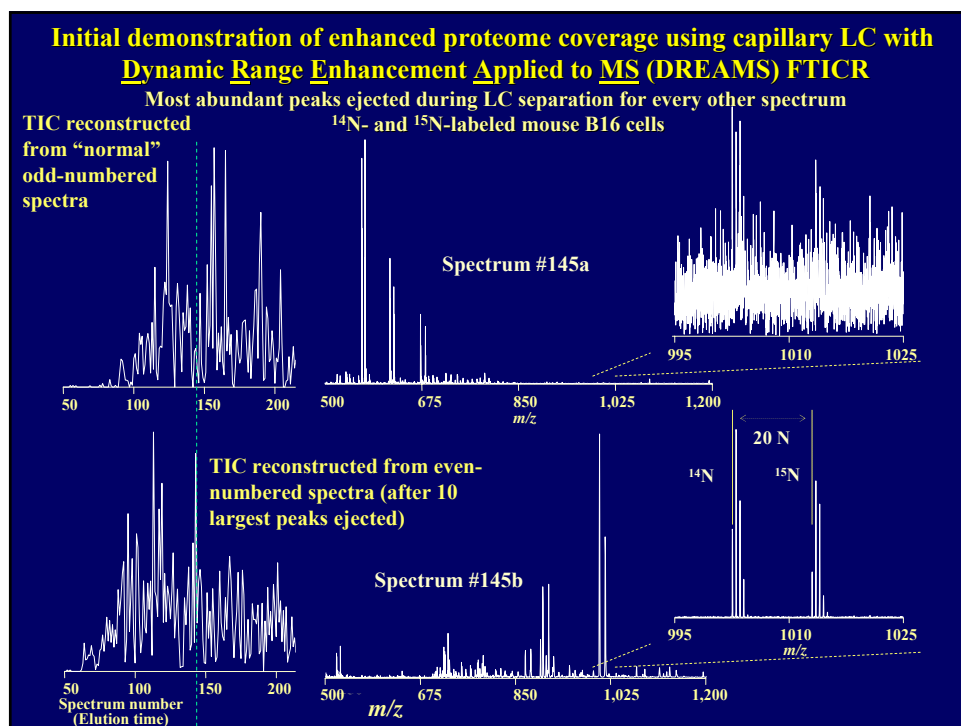 Initial demonstration of enhanced proteome coverage using capillary LC with
Dynamic Range Enhancement Applied to MS (DREAMS) FTICR
Most abundant peaks ejected during LC separation for every other spectrum
¹⁴N- and ¹⁵N-labeled mouse B16 cells
TIC reconstructed
from “normal”
odd-numbered
spectra
Spectrum #145a
995 1010 1025
50 100 150 200
500 675 850 1,025 1,200
m/z
TIC reconstructed from even-
numbered spectra (after 10
largest peaks ejected)
Spectrum #145b
20 N
¹⁴N ¹⁵N
995 1010 1025
m/z
50 100 150 200
Spectrum number
(Elution time)
500 675 850 1,025 1,200
m/z